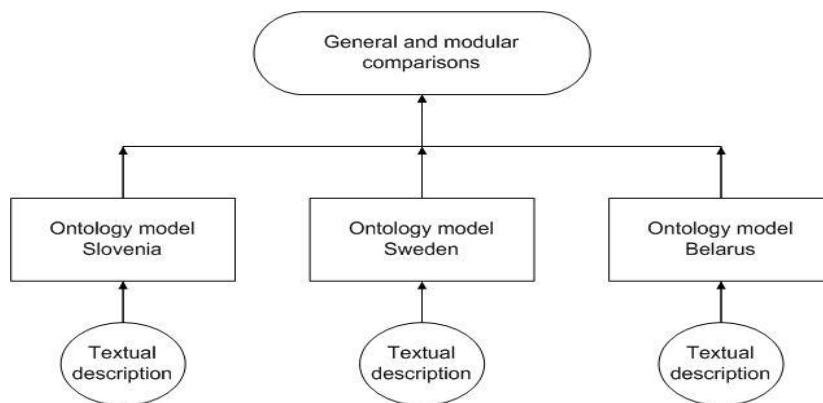 General and modular
comparisons
Ontology model
Slovenia
Ontology model
Sweden
Ontology model
Belarus
Textual
description
Textual
description
Textual
description